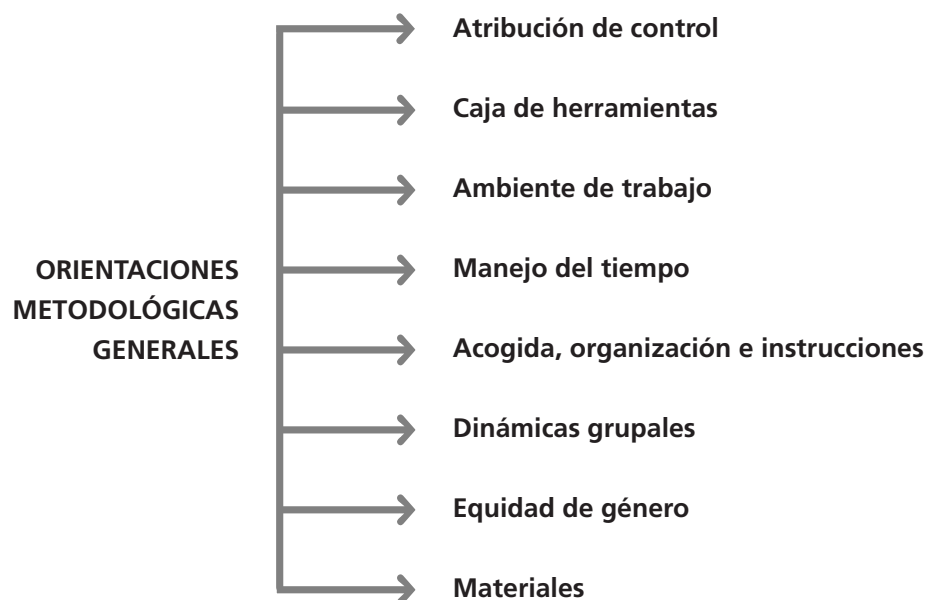 Atribución de control
Caja de herramientas
Ambiente de trabajo
Manejo del tiempo
ORIENTACIONES
METODOLÓGICAS
GENERALES
Acogida, organización e instrucciones
Dinámicas grupales
Equidad de género
Materiales